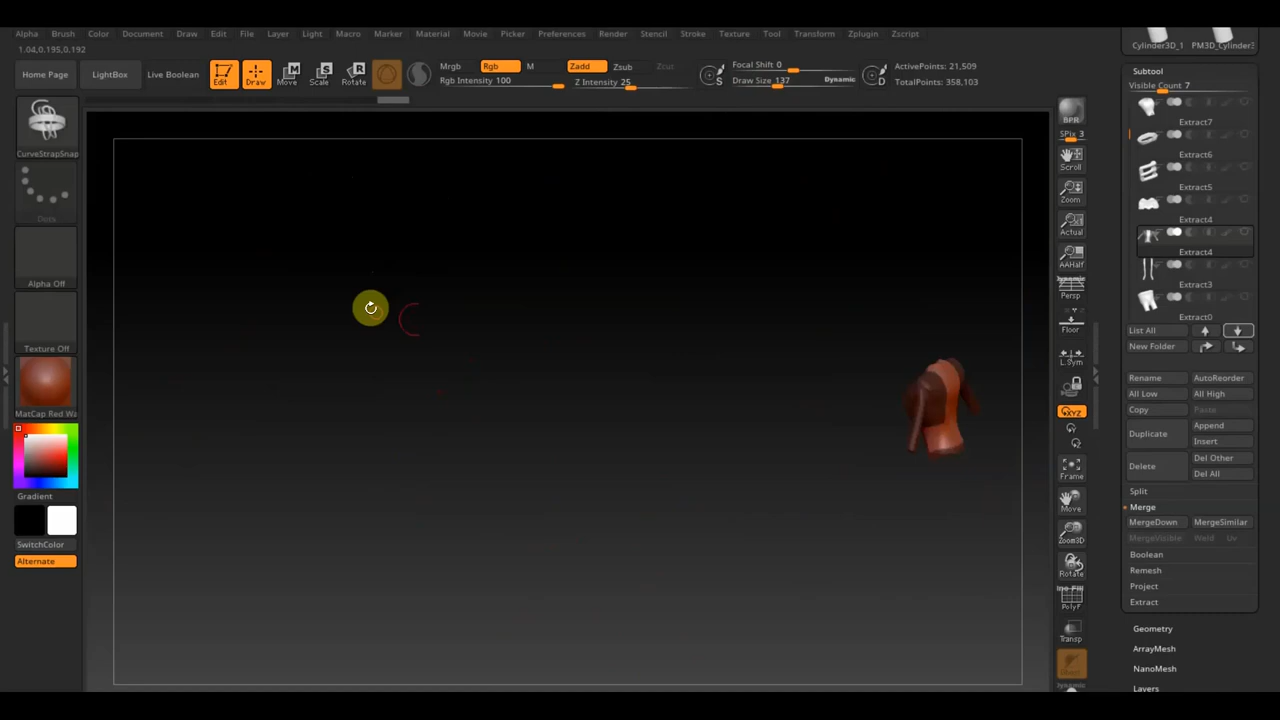 Alpha Brush Color Document Draw Edit File Layer Light Macro Marker Material Movie Picker Preferences Render Stencil Stroke Texture Tool Transform Zplugin Zscript
Cylinder3D_1 PM3D_Cylinder3
1.04,0.195,0.192
Home Page
LightBox
Live Boolean
Edit
Draw
Move
Scale
Rotate
Mrgb Rgb M
Rgb Intensity 100
Zadd Zsub Zcut
Z Intensity 25
S
Focal Shift 0
Draw Size 137 Dynamic
D
ActivePoints: 21,509
TotalPoints: 358,103
CurveStrapSnap
Dots
Alpha Off
Texture Off
MatCap Red Wa
Gradient
SwitchColor
Alternate
BPR
SPix 3
Scroll
Zoom
Actual
AAHalf
Dynamic
Persp
Floor
L.Sym
XYZ
Y
Z
Frame
Move
Zoom3D
Rotate
PolyF
Transp
Dynamic
Subtool
Visible Count 7
Extract7
Extract6
Extract5
Extract4
Extract4
Extract3
Extract0
List All
New Folder
Rename AutoReorder
All Low All High
Copy Paste
Duplicate Append
Insert
Delete Del Other
Del All
Split
Merge
MergeDown MergeSimilar
MergeVisible Weld Uv
Boolean
Remesh
Project
Extract
Geometry
ArrayMesh
NanoMesh
Layers